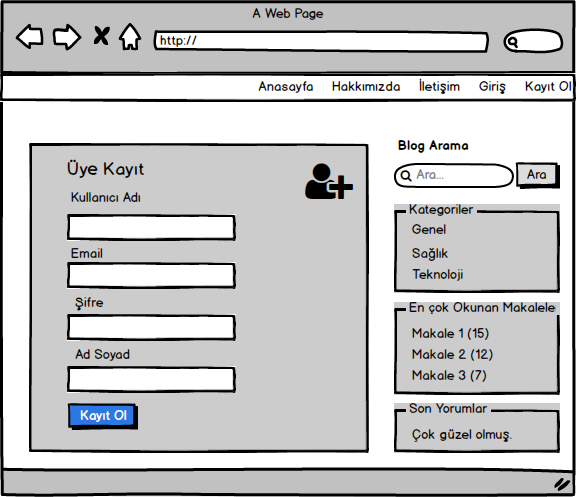 A Web Page
http://
Anasayfa Hakkımızda İletişim Giriş Kayıt Ol
Üye Kayıt
Kullanıcı Adı
Email
Şifre
Ad Soyad
Kayıt Ol
Blog Arama
Ara... Ara
Kategoriler
Genel
Sağlık
Teknoloji
En çok Okunan Makalele
Makale 1 (15)
Makale 2 (12)
Makale 3 (7)
Son Yorumlar
Çok güzel olmuş.